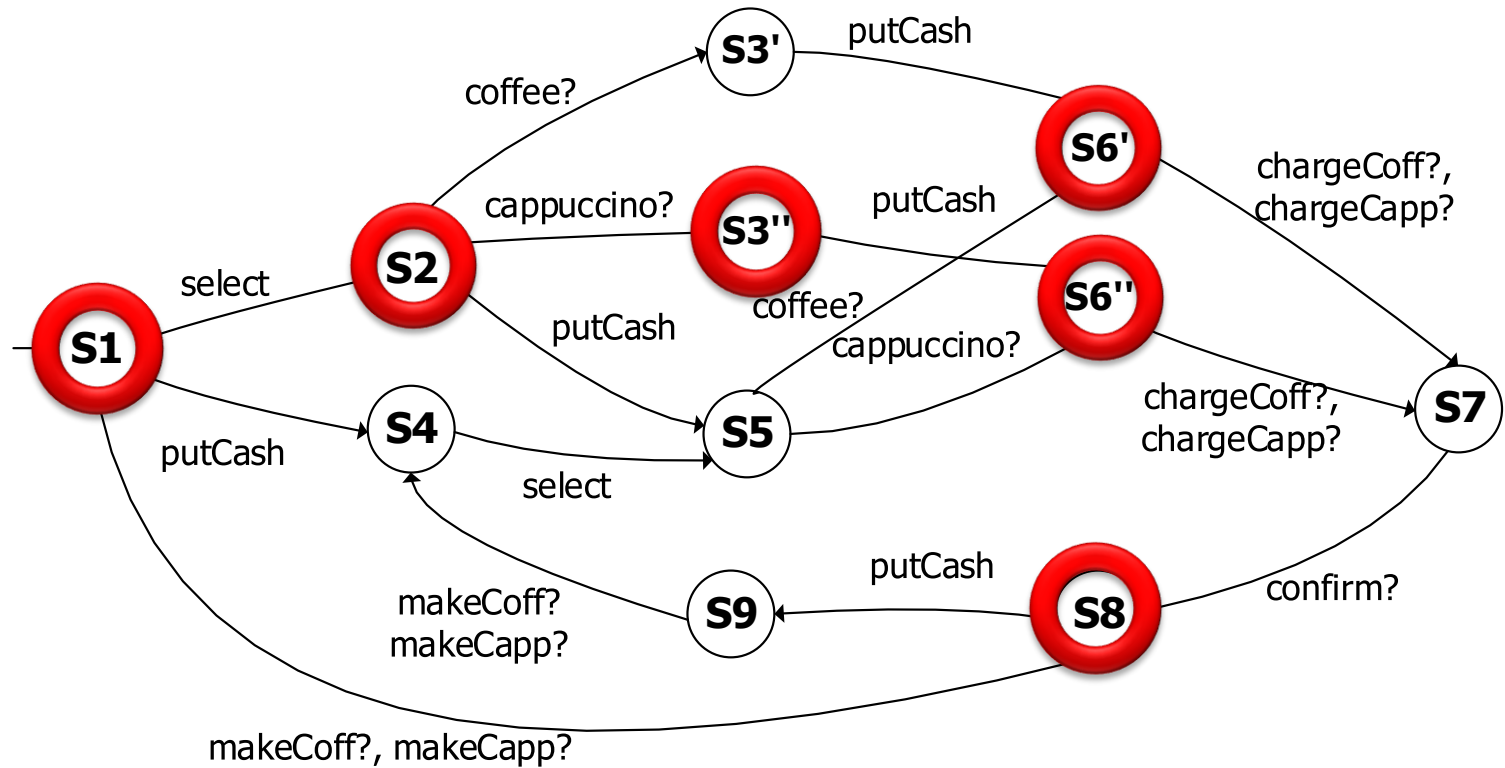 S3'
putCash
coffee?
S6'
chargeCoff?,
chargeCapp?
cappuccino?
putCash
S3''
S2
select
S6''
coffee?
putCash
cappuccino?
S1
chargeCoff?,
chargeCapp?
S7
S4
S5
putCash
select
putCash
confirm?
makeCoff?
makeCapp?
S9
S8
makeCoff?, makeCapp?